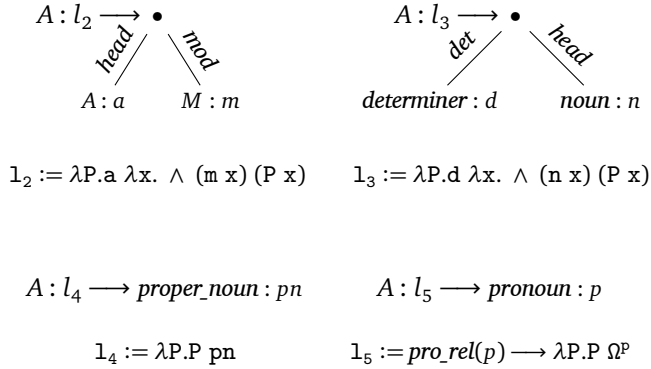 A : l₂ ⟶ •
head mod
A : a M : m
l₂ := λP.a λx. ∧ (m x) (P x)
A : l₃ ⟶ •
det head
determiner : d noun : n
l₃ := λP.d λx. ∧ (n x) (P x)
A : l₄ ⟶ proper_noun : pn
l₄ := λP.P pn
A : l₅ ⟶ pronoun : p
l₅ := pro_rel(p) ⟶ λP.P Ωᵖ